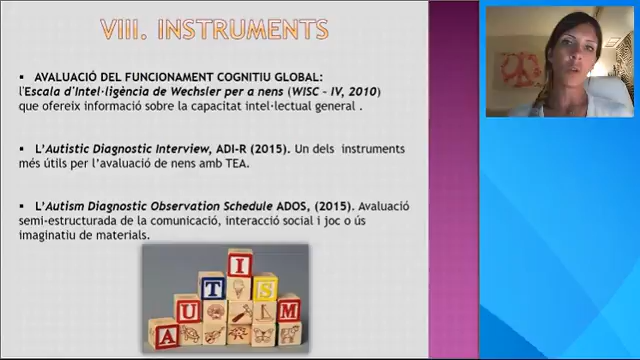 VIII. INSTRUMENTS
▪ AVALUACIÓ DEL FUNCIONAMENT COGNITIU GLOBAL:
l'Escala d'Intel·ligència de Wechsler per a nens (WISC – IV, 2010)
que ofereix informació sobre la capacitat intel·lectual general .
▪ L'Autistic Diagnostic Interview, ADI-R (2015). Un dels instruments
més útils per l'avaluació de nens amb TEA.
▪ L'Autism Diagnostic Observation Schedule ADOS, (2015). Avaluació
semi-estructurada de la comunicació, interacció social i joc o ús
imaginatiu de materials.
I
T S
U M
A